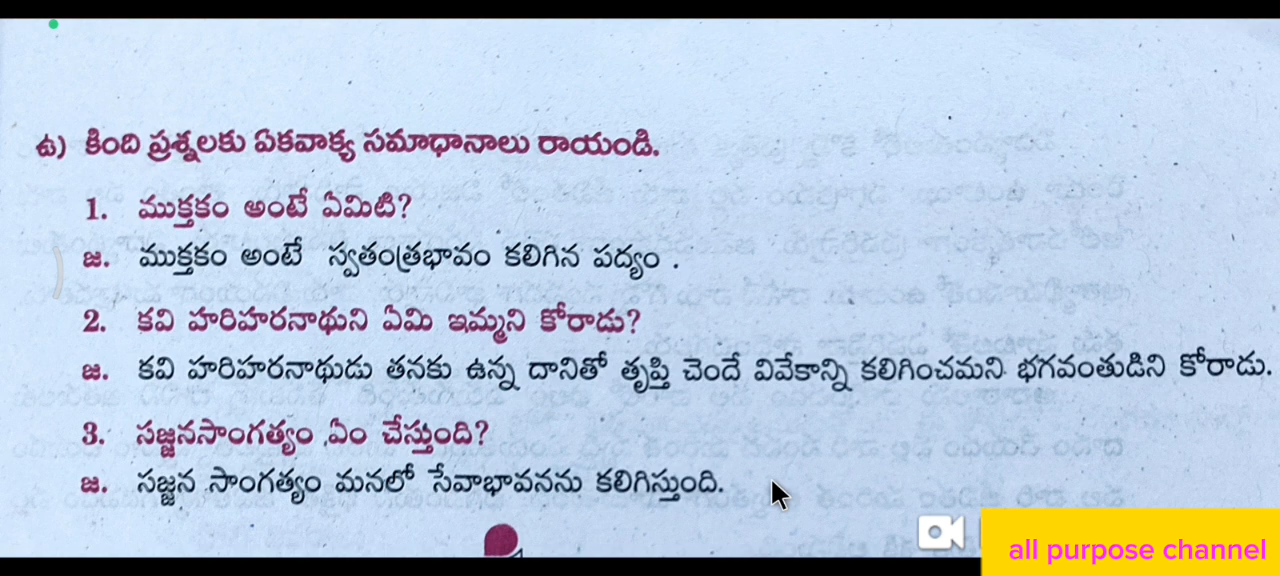 ఉ) కింది ప్రశ్నలకు ఏకవాక్య సమాధానాలు రాయండి.
1. ముక్తకం అంటే ఏమిటి?
జ. ముక్తకం అంటే స్వతంత్రభావం కలిగిన పద్యం .
2. కవి హరిహరనాథుని ఏమి ఇమ్మని కోరాడు?
జ. కవి హరిహరనాథుడు తనకు ఉన్న దానితో తృప్తి చెందే వివేకాన్ని కలిగించమని భగవంతుడిని కోరాడు.
3. సజ్జనసాంగత్యం ఏం చేస్తుంది?
జ. సజ్జన సాంగత్యం మనలో సేవాభావనను కలిగిస్తుంది.
all purpose channel